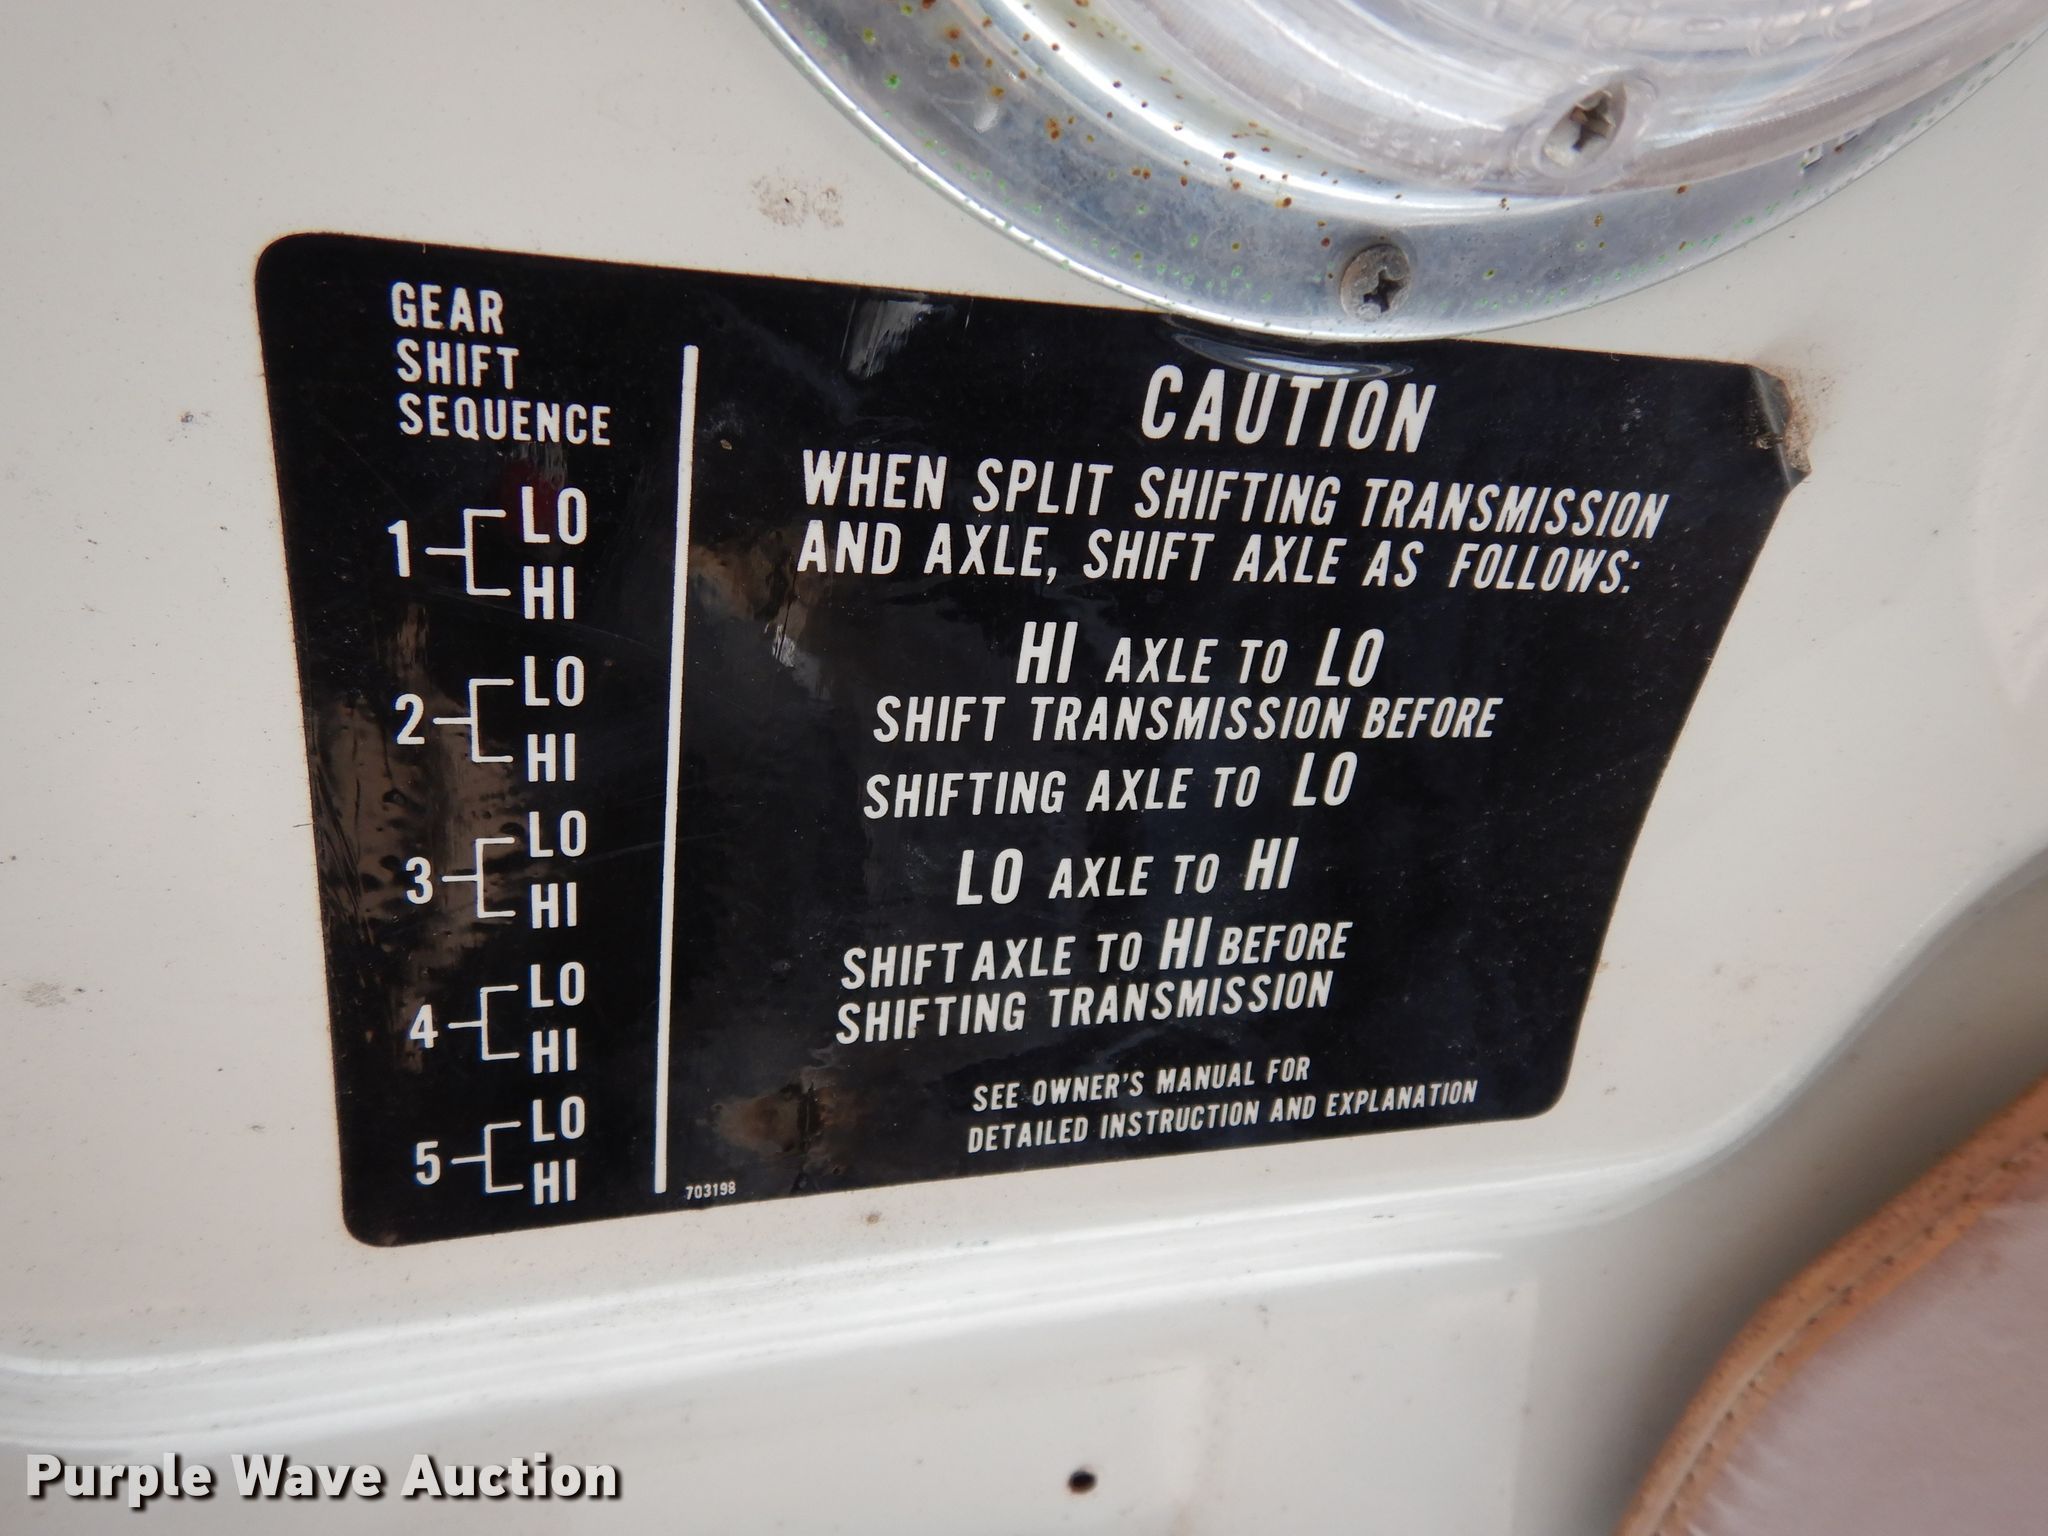 GEAR
SHIFT
SEQUENCE
1 LO
HI
2 LO
HI
3 LO
HI
4 LO
HI
5 LO
HI
CAUTION
WHEN SPLIT SHIFTING TRANSMISSION
AND AXLE, SHIFT AXLE AS FOLLOWS:
HI AXLE TO LO
SHIFT TRANSMISSION BEFORE
SHIFTING AXLE TO LO
LO AXLE TO HI
SHIFT AXLE TO HI BEFORE
SHIFTING TRANSMISSION
SEE OWNER'S MANUAL FOR
DETAILED INSTRUCTION AND EXPLANATION
703198
Purple Wave Auction